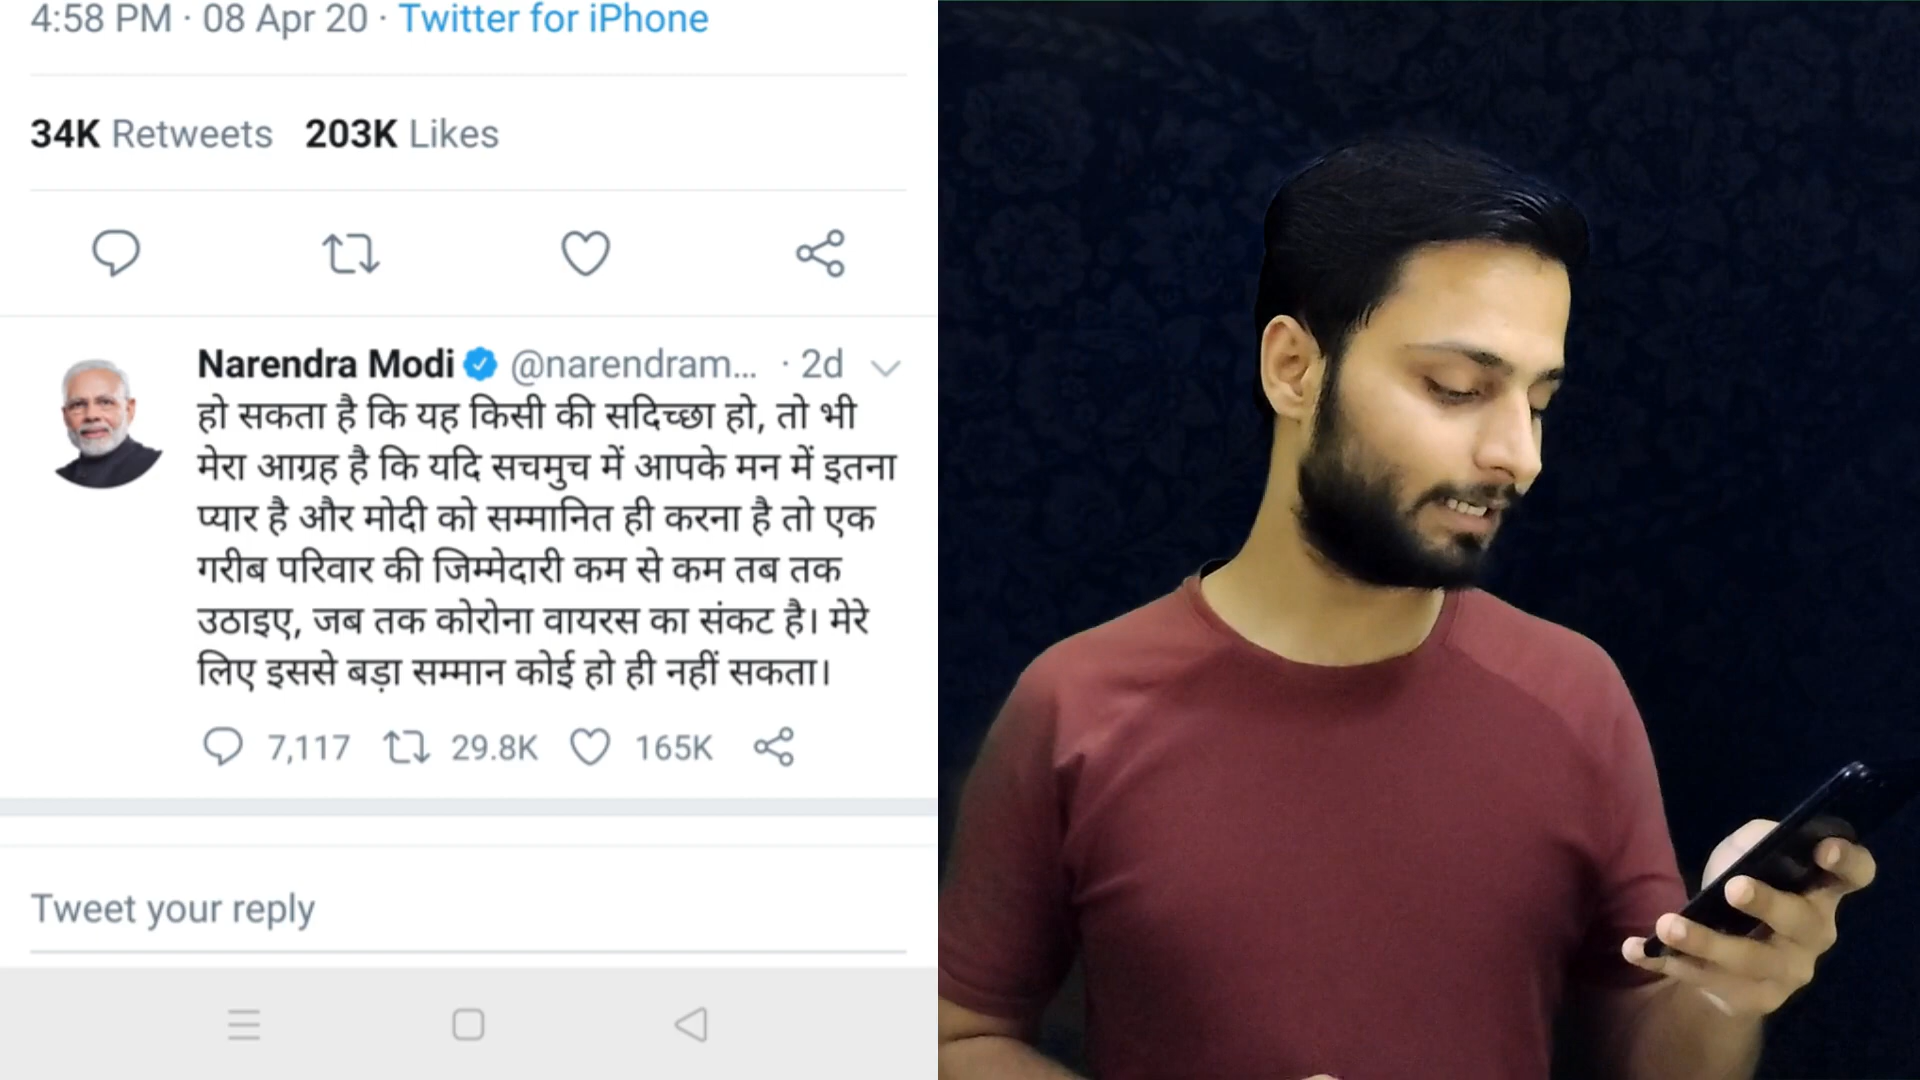 4:58 PM · 08 Apr 20 · Twitter for iPhone
34K Retweets 203K Likes
Narendra Modi @narendram... · 2d
हो सकता है कि यह किसी की सदिच्छा हो, तो भी
मेरा आग्रह है कि यदि सचमुच में आपके मन में इतना
प्यार है और मोदी को सम्मानित ही करना है तो एक
गरीब परिवार की जिम्मेदारी कम से कम तब तक
उठाइए, जब तक कोरोना वायरस का संकट है। मेरे
लिए इससे बड़ा सम्मान कोई हो ही नहीं सकता।
7,117 29.8K 165K
Tweet your reply